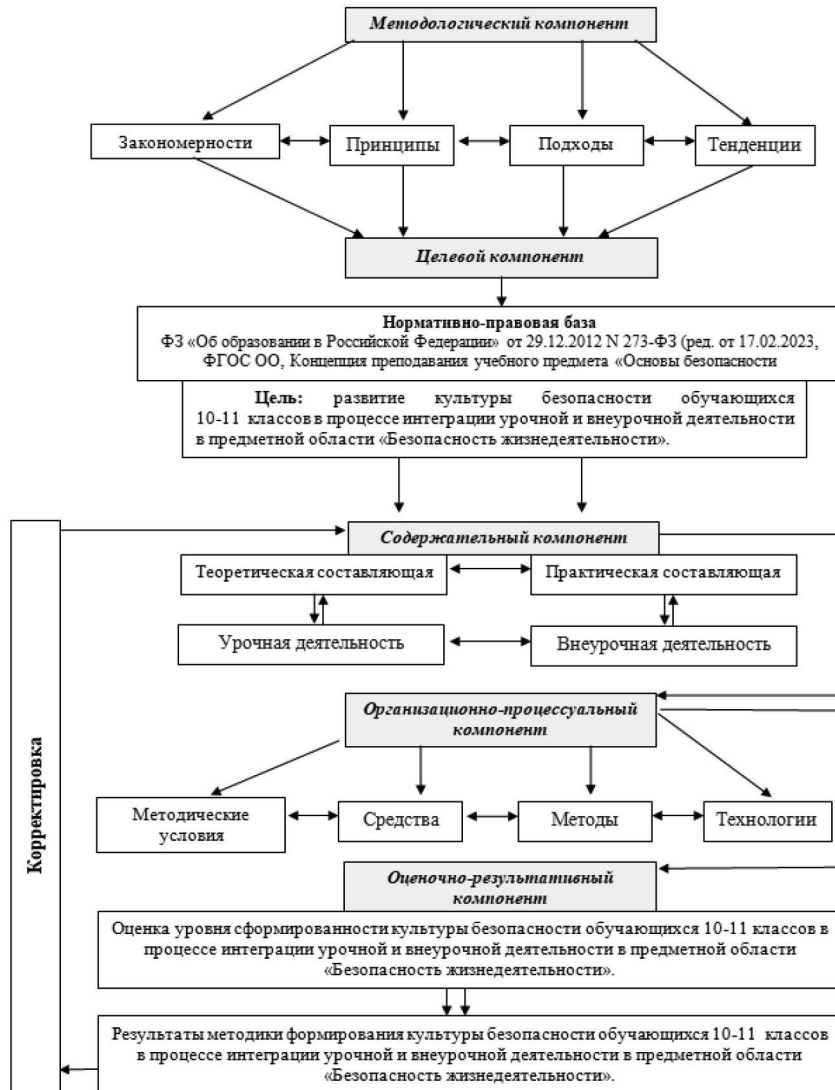 Методологический компонент
Закономерности
Принципы
Подходы
Тенденции
Целевой компонент
Нормативно-правовая база
ФЗ «Об образовании в Российской Федерации» от 29.12.2012 N 273-ФЗ (ред. от 17.02.2023,
ФГОС ОО, Концепция преподавания учебного предмета «Основы безопасности
Цель: развитие культуры безопасности обучающихся
10-11 классов в процессе интеграции урочной и внеурочной деятельности
в предметной области «Безопасность жизнедеятельности».
Содержательный компонент
Теоретическая составляющая
Практическая составляющая
Урочная деятельность
Внеурочная деятельность
Корректировка
Организационно-процессуальный
компонент
Методические
условия
Средства
Методы
Технологии
Оценочно-результативный
компонент
Оценка уровня сформированности культуры безопасности обучающихся 10-11 классов в
процессе интеграции урочной и внеурочной деятельности в предметной области
«Безопасность жизнедеятельности».
Результаты методики формирования культуры безопасности обучающихся 10-11 классов
в процессе интеграции урочной и внеурочной деятельности в предметной области
«Безопасность жизнедеятельности».